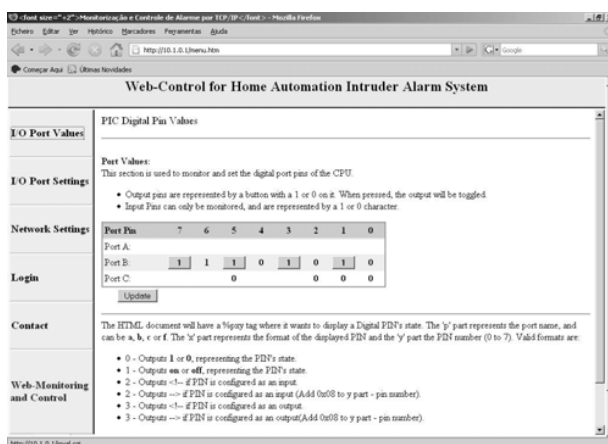 <font size="+2">Monitorização e Controle de Alarme por TCP/IP</font> - Mozilla Firefox
Ficheiro Editar Ver Histórico Marcadores Ferramentas Ajuda
http://10.1.0.1/menu.htm
Google
Começar Aqui Últimas Novidades
Web-Control for Home Automation Intruder Alarm System
I/O Port Values
I/O Port Settings
Network Settings
Login
Contact
Web-Monitoring
and Control
PIC Digital Pin Values
Port Values:
This section is used to monitor and set the digital port pins of the CPU.
• Output pins are represented by a button with a 1 or 0 on it. When pressed, the output will be toggled.
• Input Pins can only be monitored, and are represented by a 1 or 0 character.
Port Pin 7 6 5 4 3 2 1 0
Port A:
Port B: 1 1 1 0 1 0 1 0
Port C: 0 0 0 0
Update
The HTML document will have a %pxy tag where it wants to display a Digital PIN's state. The 'p' part represents the port name, and
can be a, b, c or f. The 'x' part represents the format of the displayed PIN and the 'y' part the PIN number (0 to 7). Valid formats are:
• 0 - Outputs 1 or 0, representing the PIN's state.
• 1 - Outputs on or off, representing the PIN's state.
• 2 - Outputs <!-- if PIN is configured as an input.
• 2 - Outputs --> if PIN is configured as an input (Add 0x08 to y part - pin number).
• 3 - Outputs <!-- if PIN is configured as an output.
• 3 - Outputs --> if PIN is configured as an output(Add 0x08 to y part - pin number).